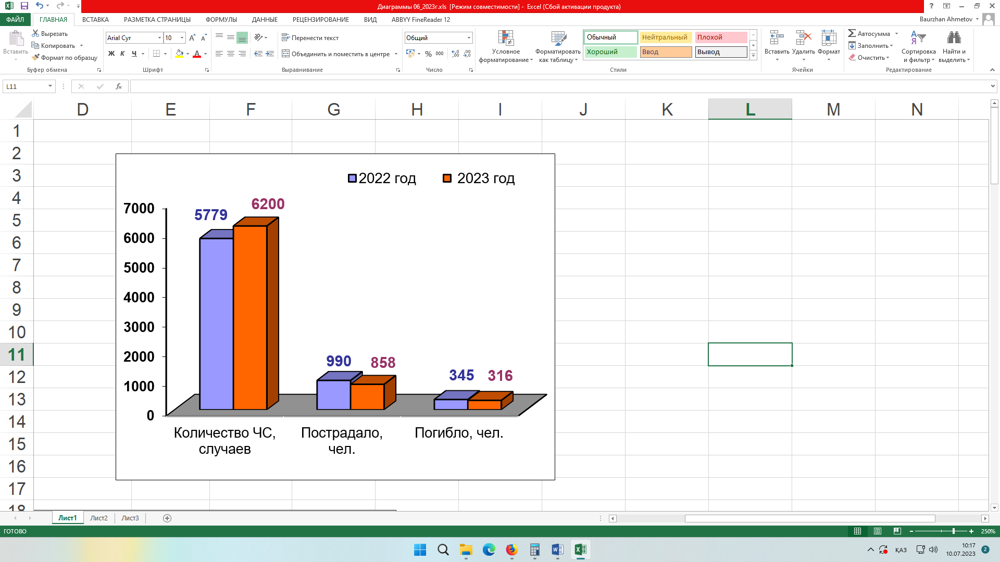 Диаграммы 06_2023г.xls [Режим совместимости] - Excel (Сбой активации продукта)
ФАЙЛ ГЛАВНАЯ ВСТАВКА РАЗМЕТКА СТРАНИЦЫ ФОРМУЛЫ ДАННЫЕ РЕЦЕНЗИРОВАНИЕ ВИД ABBYY FineReader 12
Baurzhan Ahmetov
Вставить
Вырезать
Копировать
Формат по образцу
Буфер обмена
Arial Cyr 10
Ж К Ч
Шрифт
Перенести текст
Объединить и поместить в центре
Выравнивание
Общий
% 000
Число
Условное
форматирование
Форматировать
как таблицу
Обычный Нейтральный Плохой
Хороший Ввод Вывод
Стили
Вставить Удалить Формат
Ячейки
Автосумма
Заполнить
Очистить
Сортировка
и фильтр
Найти и
выделить
Редактирование
L11
fx
D E F G H I J K L M N
1
2
3
4
5
6
7
8
9
10
11
12
13
14
15
16
17
18
2022 год 2023 год
7000
6000
5000
4000
3000
2000
1000
0
5779 6200
990 858
345 316
Количество ЧС,
случаев
Пострадало,
чел.
Погибло, чел.
Лист1 Лист2 Лист3
ГОТОВО
250%
ҚАЗ
10:17
10.07.2023
2